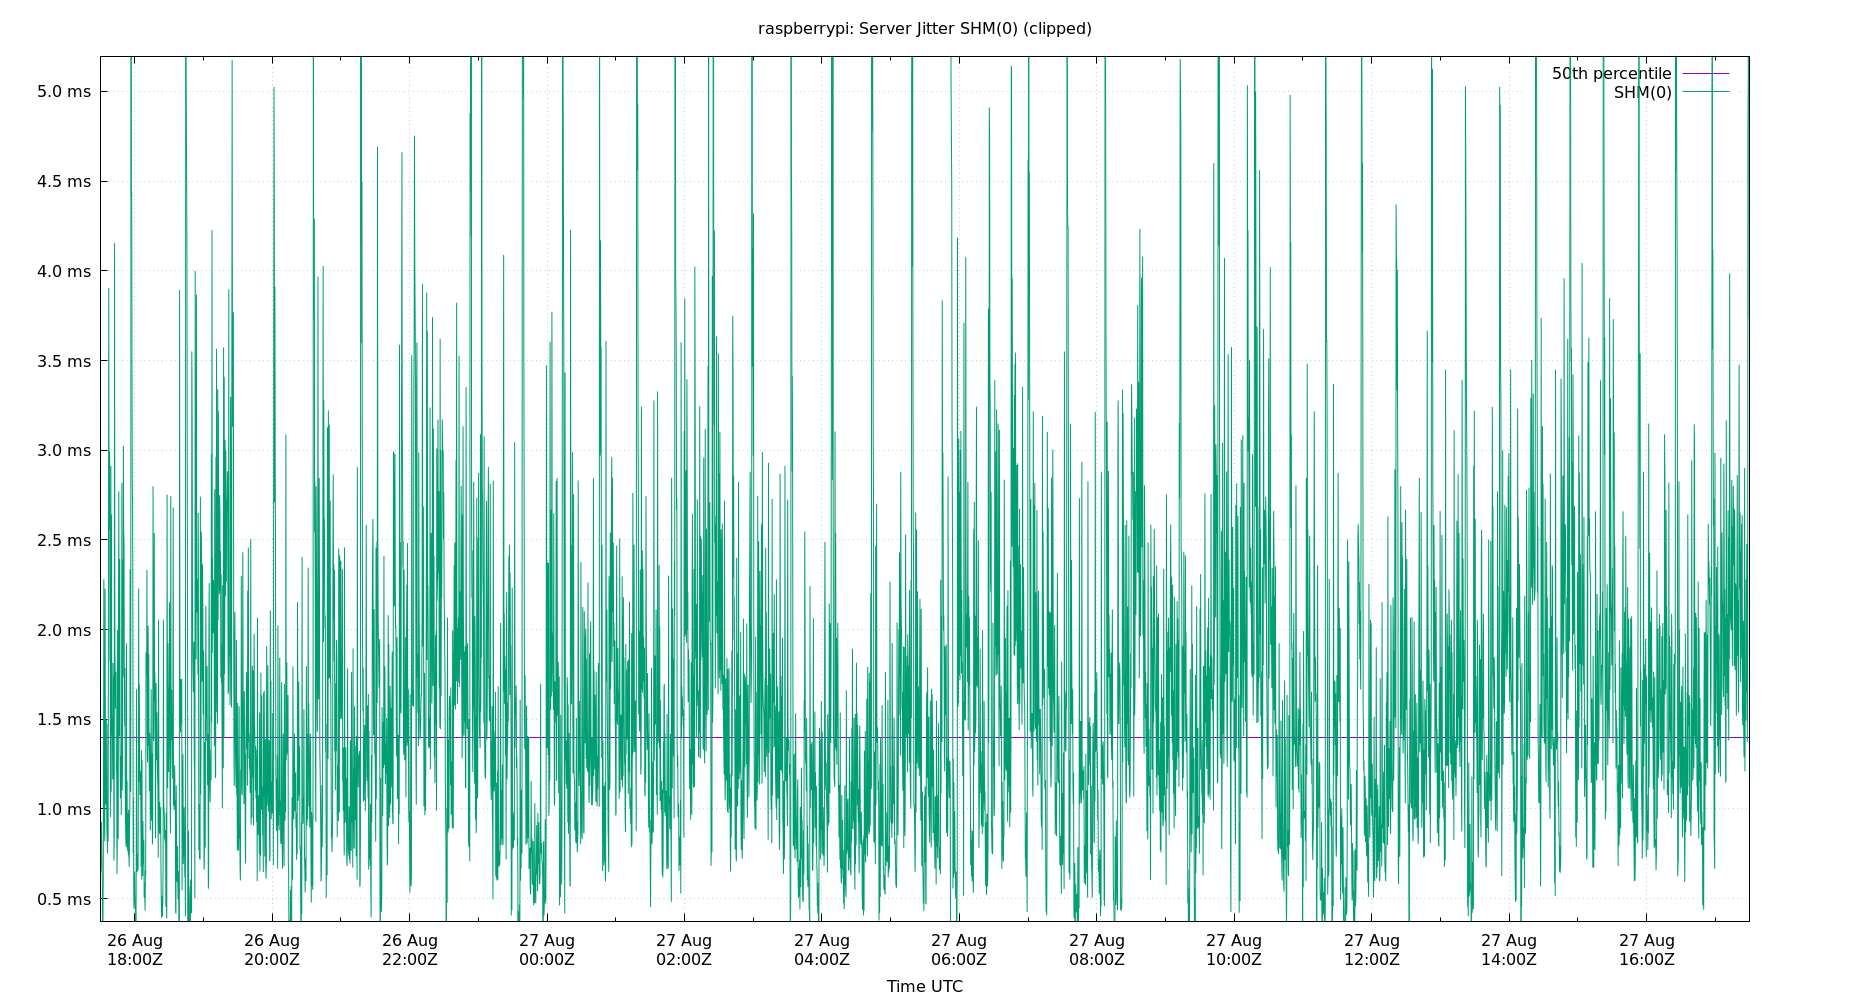 raspberrypi: Server Jitter SHM(0) (clipped)
50th percentile
SHM(0)
5.0 ms
4.5 ms
4.0 ms
3.5 ms
3.0 ms
2.5 ms
2.0 ms
1.5 ms
1.0 ms
0.5 ms
26 Aug 26 Aug 26 Aug 27 Aug 27 Aug 27 Aug 27 Aug 27 Aug 27 Aug 27 Aug 27 Aug 27 Aug
18:00Z 20:00Z 22:00Z 00:00Z 02:00Z 04:00Z 06:00Z 08:00Z 10:00Z 12:00Z 14:00Z 16:00Z
Time UTC